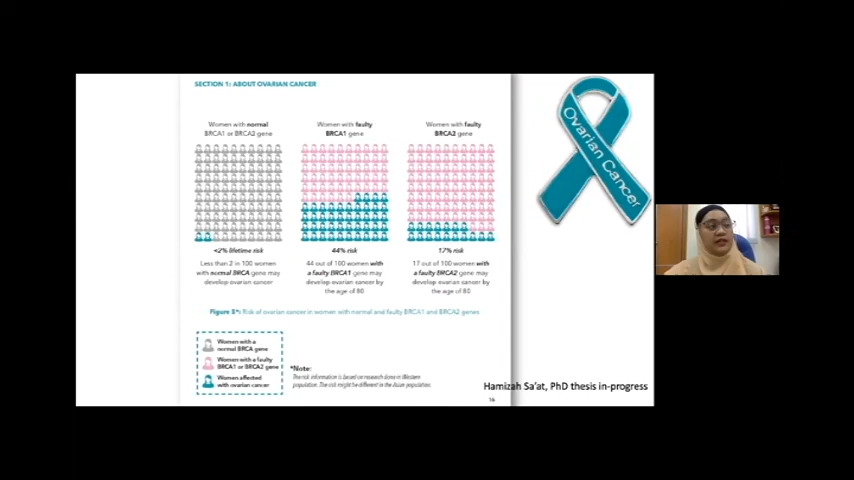 SECTION 1: ABOUT OVARIAN CANCER
Women with normal
BRCA1 or BRCA2 gene
Women with faulty
BRCA1 gene
Women with faulty
BRCA2 gene
<2% lifetime risk
Less than 2 in 100 women
with normal BRCA gene may
develop ovarian cancer
44% risk
44 out of 100 women with
a faulty BRCA1 gene may
develop ovarian cancer by
the age of 80
17% risk
17 out of 100 women with
a faulty BRCA2 gene may
develop ovarian cancer by
the age of 80
Figure 5*: Risk of ovarian cancer in women with normal and faulty BRCA1 and BRCA2 genes
Women with a
normal BRCA gene
Women with a faulty
BRCA1 or BRCA2 gene
Women affected
with ovarian cancer
*Note:
The risk information is based on research done in Western
population. The risk might be different in the Asian population.
16
Ovarian Cancer
Hamizah Sa'at, PhD thesis in-progress